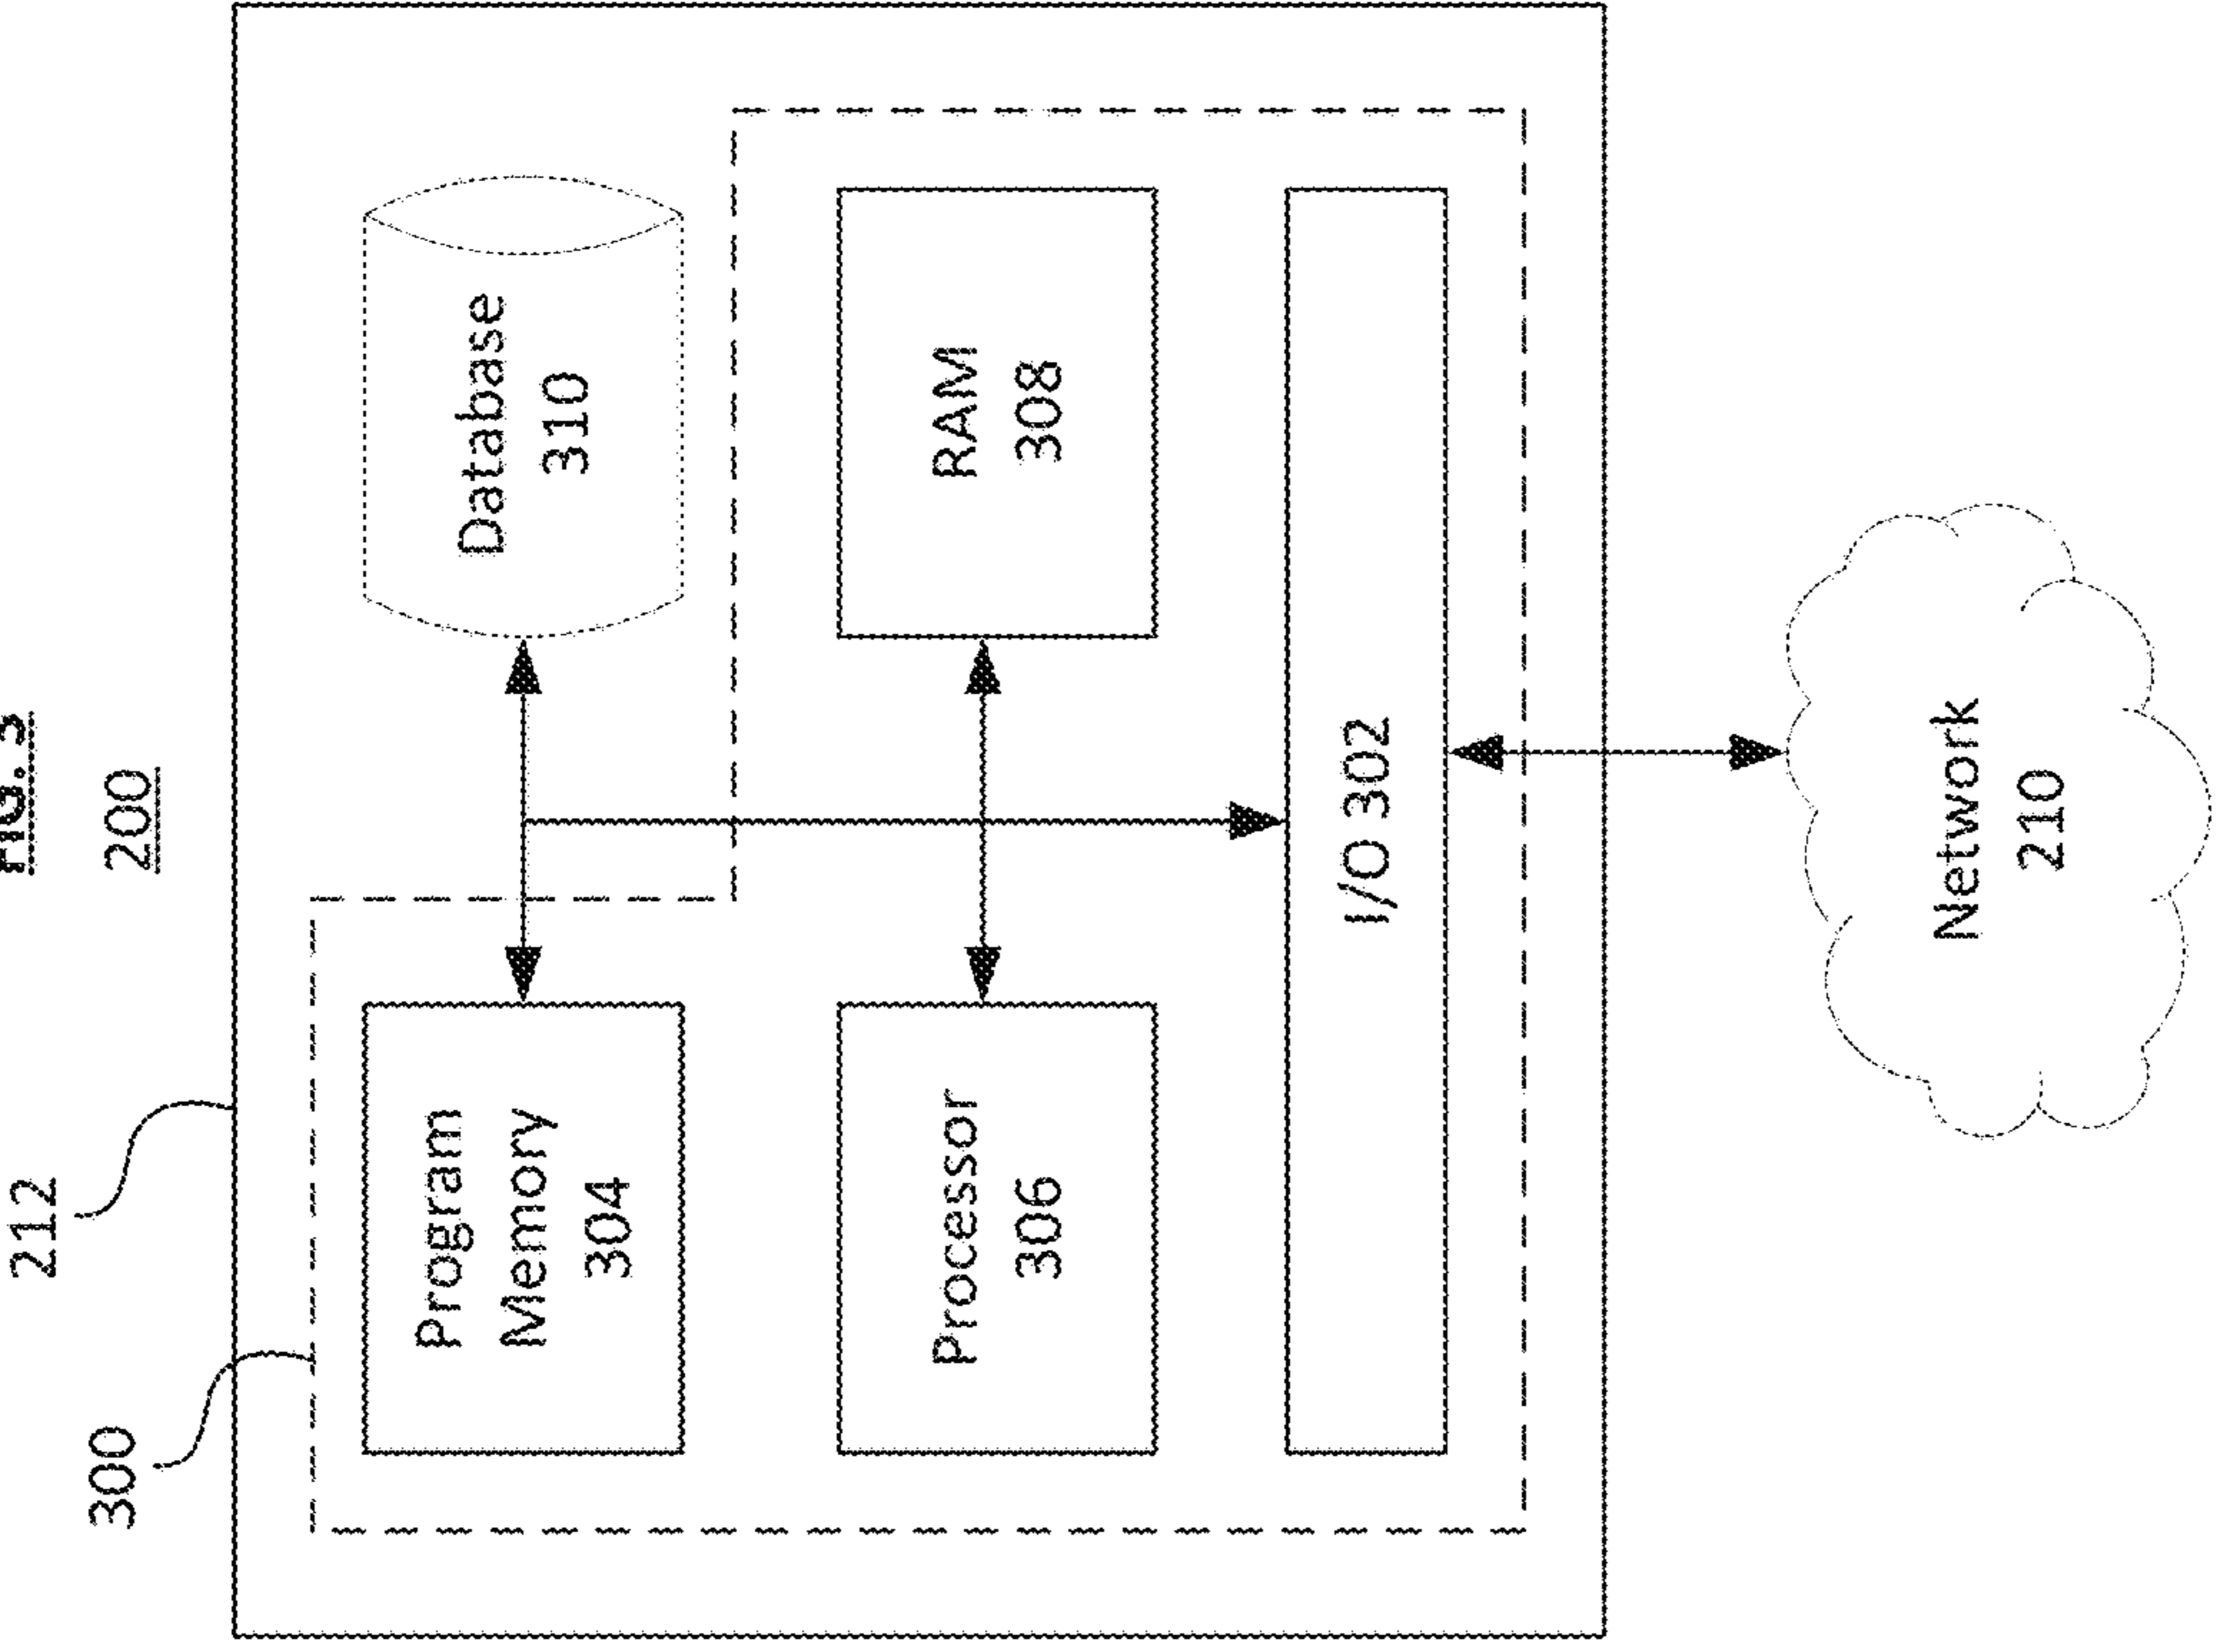 FIG. 3
200
212
300
Program
Memory
304
Database
310
Processor
306
RAM
308
I/O 302
Network
210